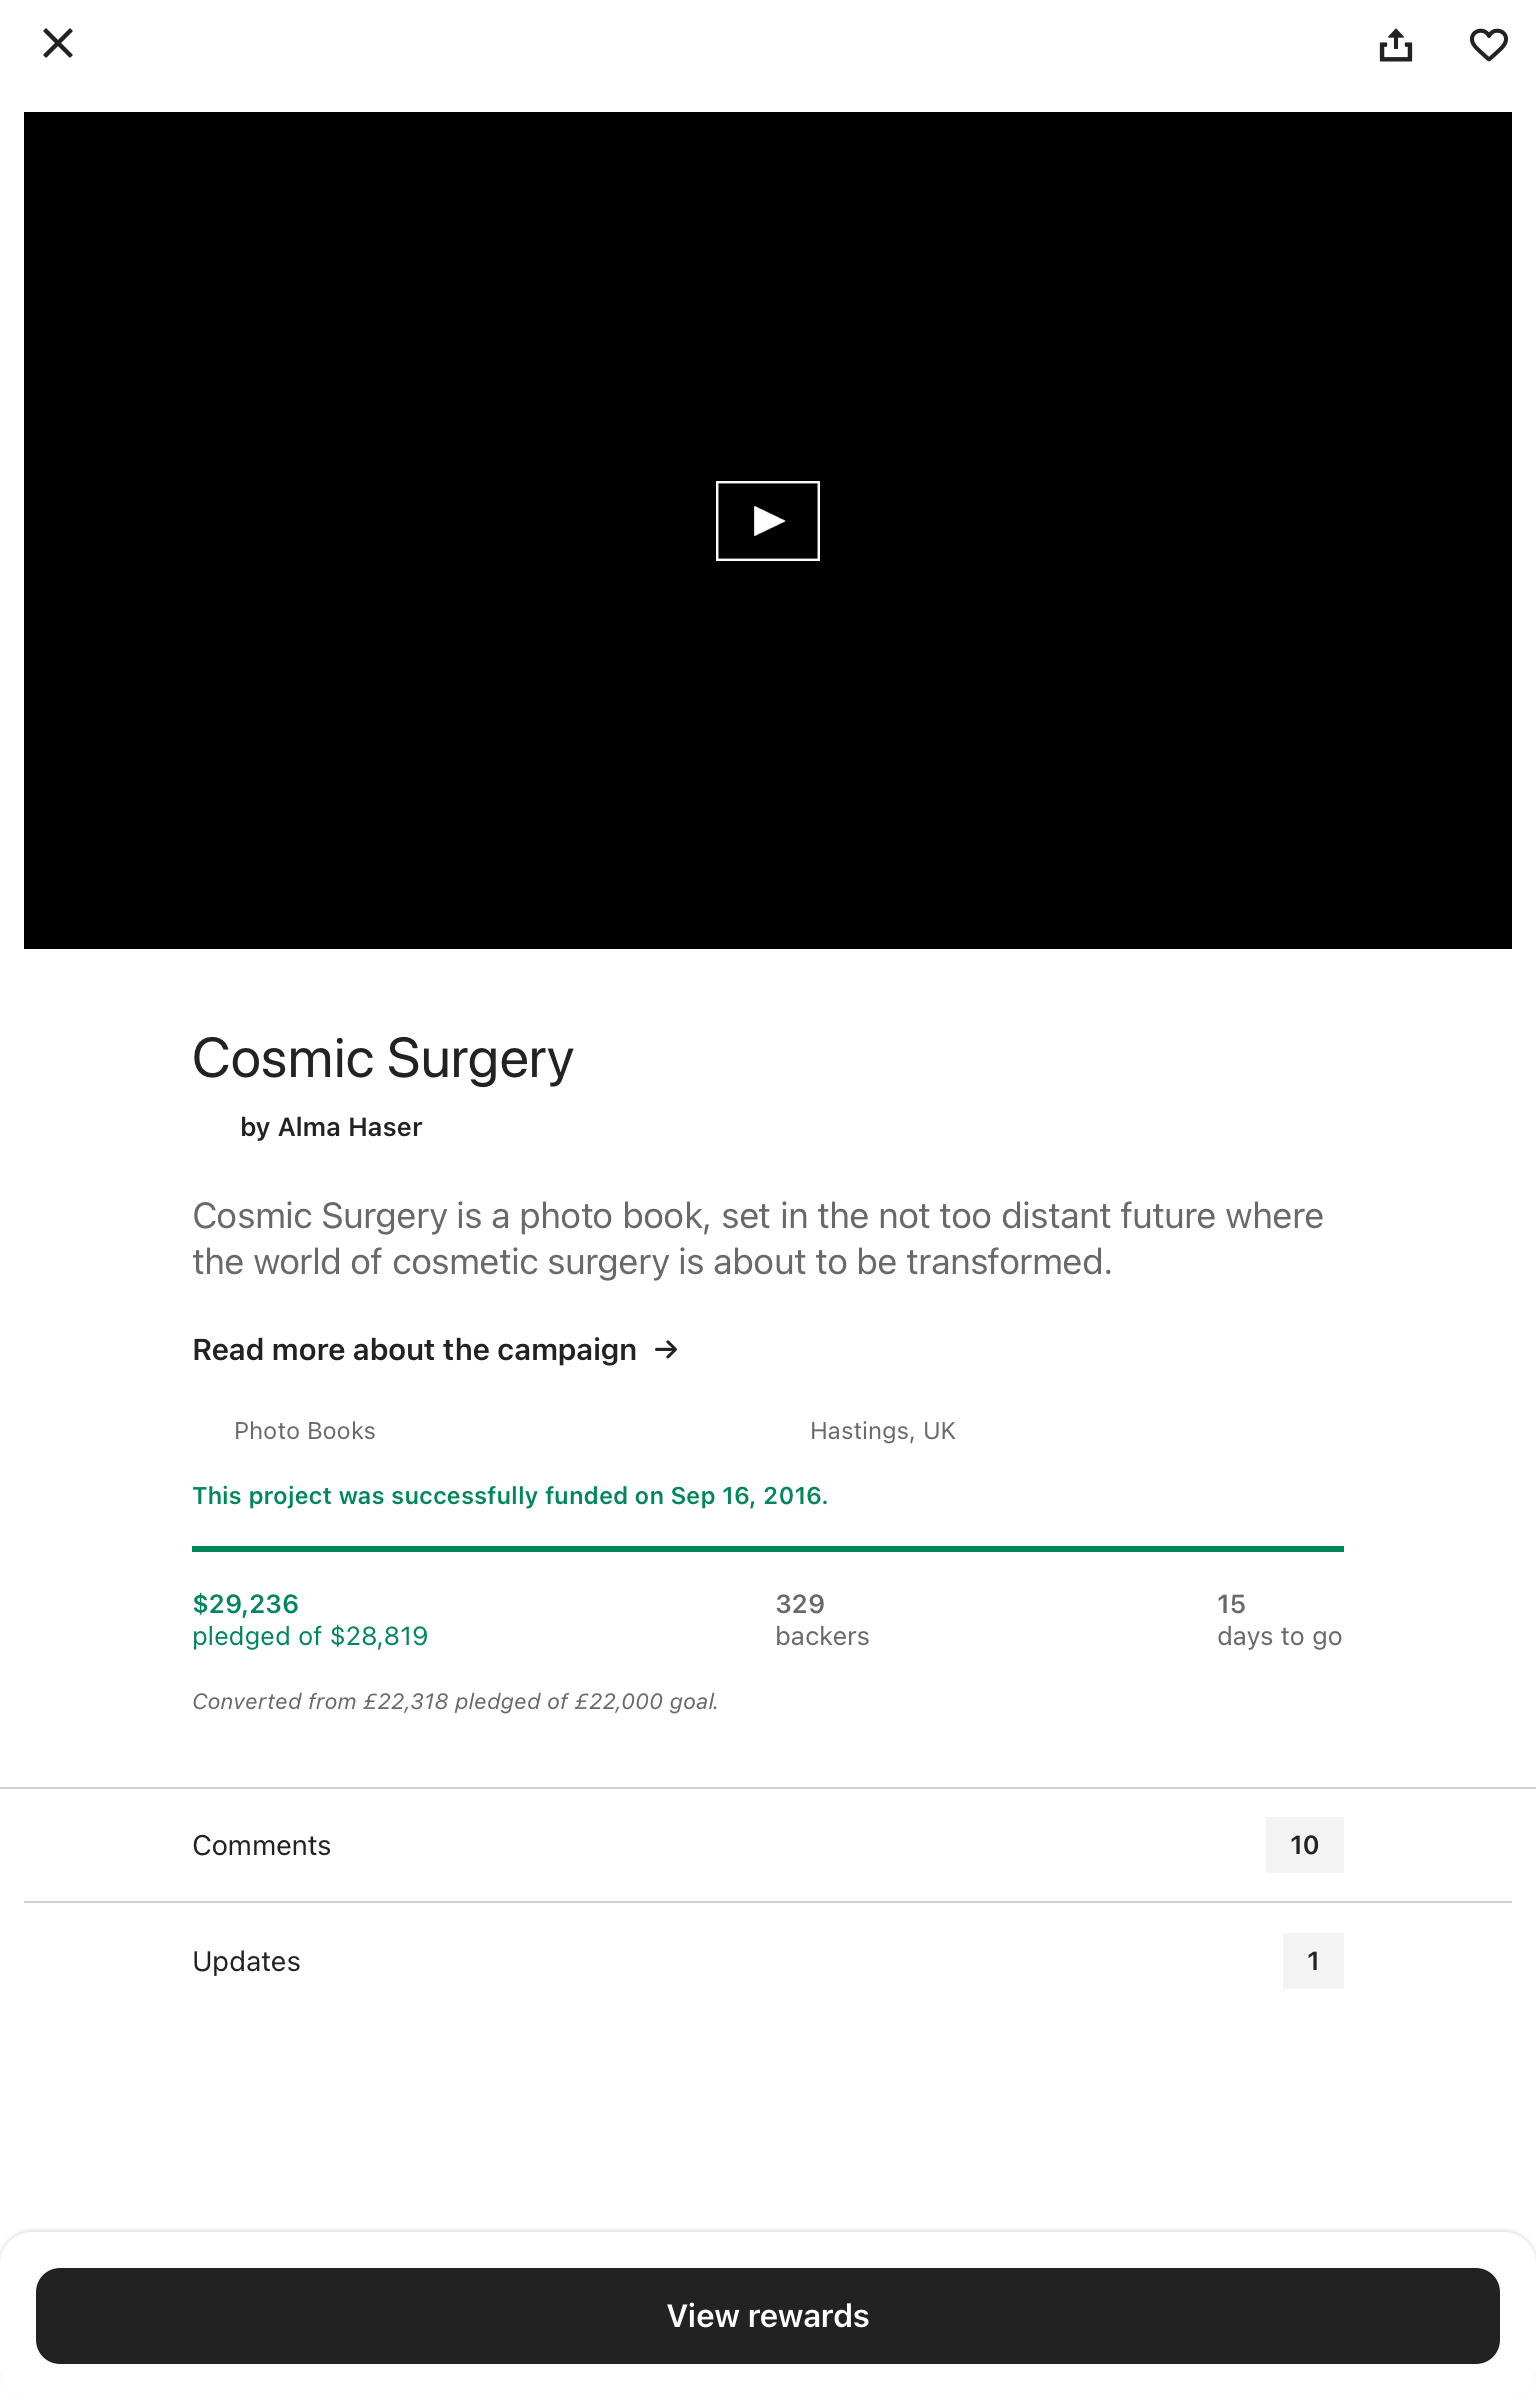 Cosmic Surgery
by Alma Haser
Cosmic Surgery is a photo book, set in the not too distant future where
the world of cosmetic surgery is about to be transformed.
Read more about the campaign →
Photo Books
Hastings, UK
This project was successfully funded on Sep 16, 2016.
$29,236
pledged of $28,819
329
backers
15
days to go
Converted from £22,318 pledged of £22,000 goal.
Comments
10
Updates
1
View rewards